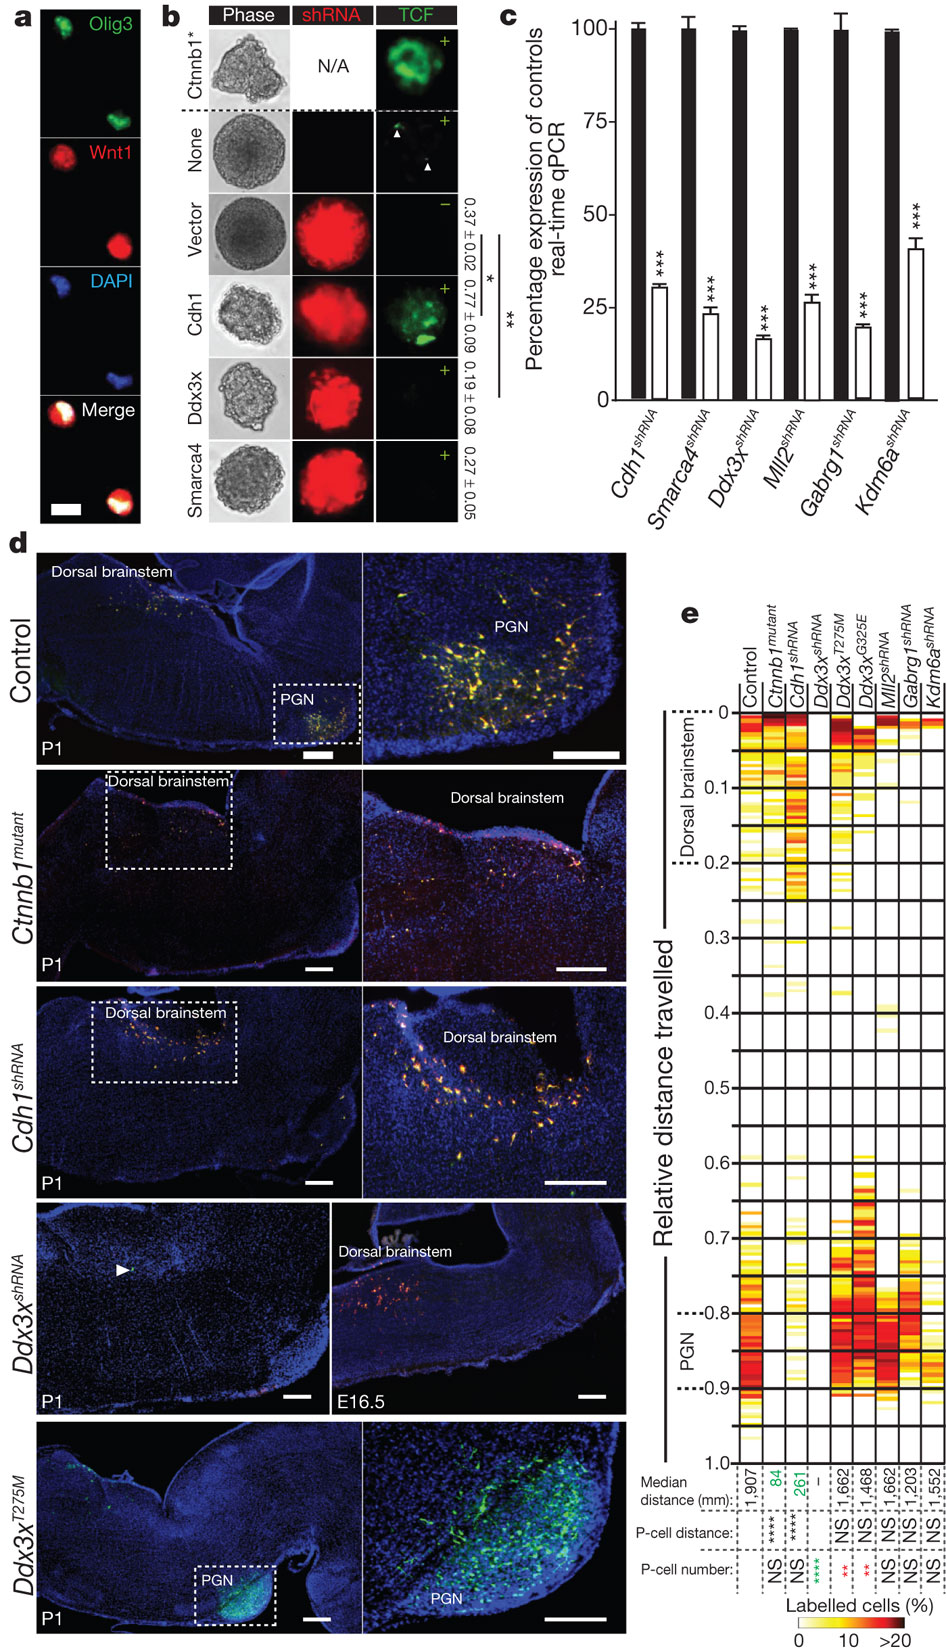 a
Olig3
Wnt1
DAPI
Merge
b
Phase
shRNA
TCF
Ctnnb1*
N/A
+
None
+
Vector
–
0.37 ± 0.02
Cdh1
+
0.77 ± 0.09
*
**
Ddx3x
+
0.19 ± 0.08
Smarca4
+
0.27 ± 0.05
c
Percentage expression of controls
real-time qPCR
100
75
50
25
0
***
***
***
***
***
***
Cdh1shRNA
Smarca4shRNA
Ddx3xshRNA
Mll2shRNA
Gabrg1shRNA
Kdm6ashRNA
d
Control
Dorsal brainstem
PGN
P1
PGN
Ctnnb1mutant
Dorsal brainstem
P1
Dorsal brainstem
Cdh1shRNA
Dorsal brainstem
P1
Dorsal brainstem
Ddx3xshRNA
P1
Dorsal brainstem
E16.5
Ddx3xT275M
PGN
P1
PGN
e
Control
Ctnnb1mutant
Cdh1shRNA
Ddx3xshRNA
Ddx3xT275M
Ddx3xG325E
Mll2shRNA
Gabrg1shRNA
Kdm6ashRNA
Relative distance travelled
Dorsal brainstem
PGN
0
0.1
0.2
0.3
0.4
0.5
0.6
0.7
0.8
0.9
1.0
Median
distance (mm):
1,907
84
261
–
1,662
1,468
1,662
1,203
1,552
P-cell distance:
****
****
NS
NS
NS
NS
NS
P-cell number:
NS
NS
****
**
**
NS
NS
NS
Labelled cells (%)
0
10
>20